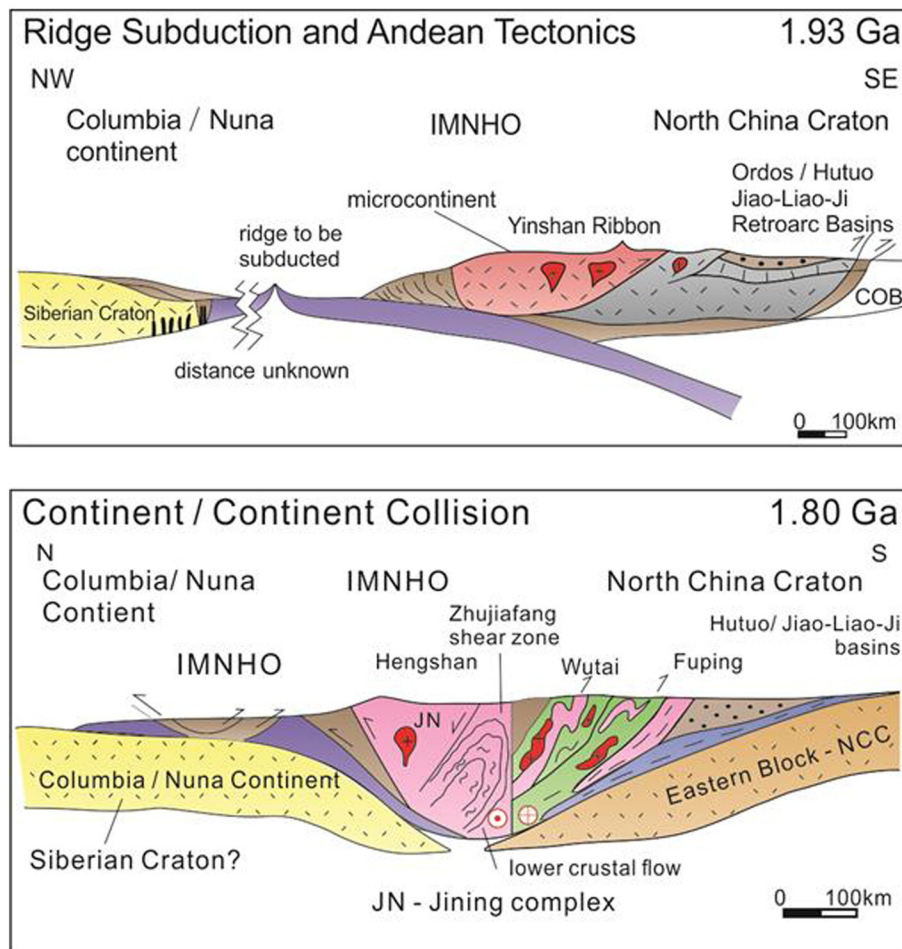 Ridge Subduction and Andean Tectonics 1.93 Ga
NW SE
Columbia / Nuna
continent
IMNHO
North China Craton
Ordos / Hutuo
Jiao-Liao-Ji
Retroarc Basins
microcontinent
Yinshan Ribbon
ridge to be
subducted
Siberian Craton
COB
distance unknown
0 100km
Continent / Continent Collision 1.80 Ga
N S
Columbia/ Nuna
Contient
IMNHO
North China Craton
Zhujiafang
shear zone
Hutuo/ Jiao-Liao-Ji
basins
IMNHO
Hengshan
Wutai
Fuping
JN
Columbia / Nuna Continent
Eastern Block - NCC
Siberian Craton?
lower crustal flow
JN - Jining complex
0 100km